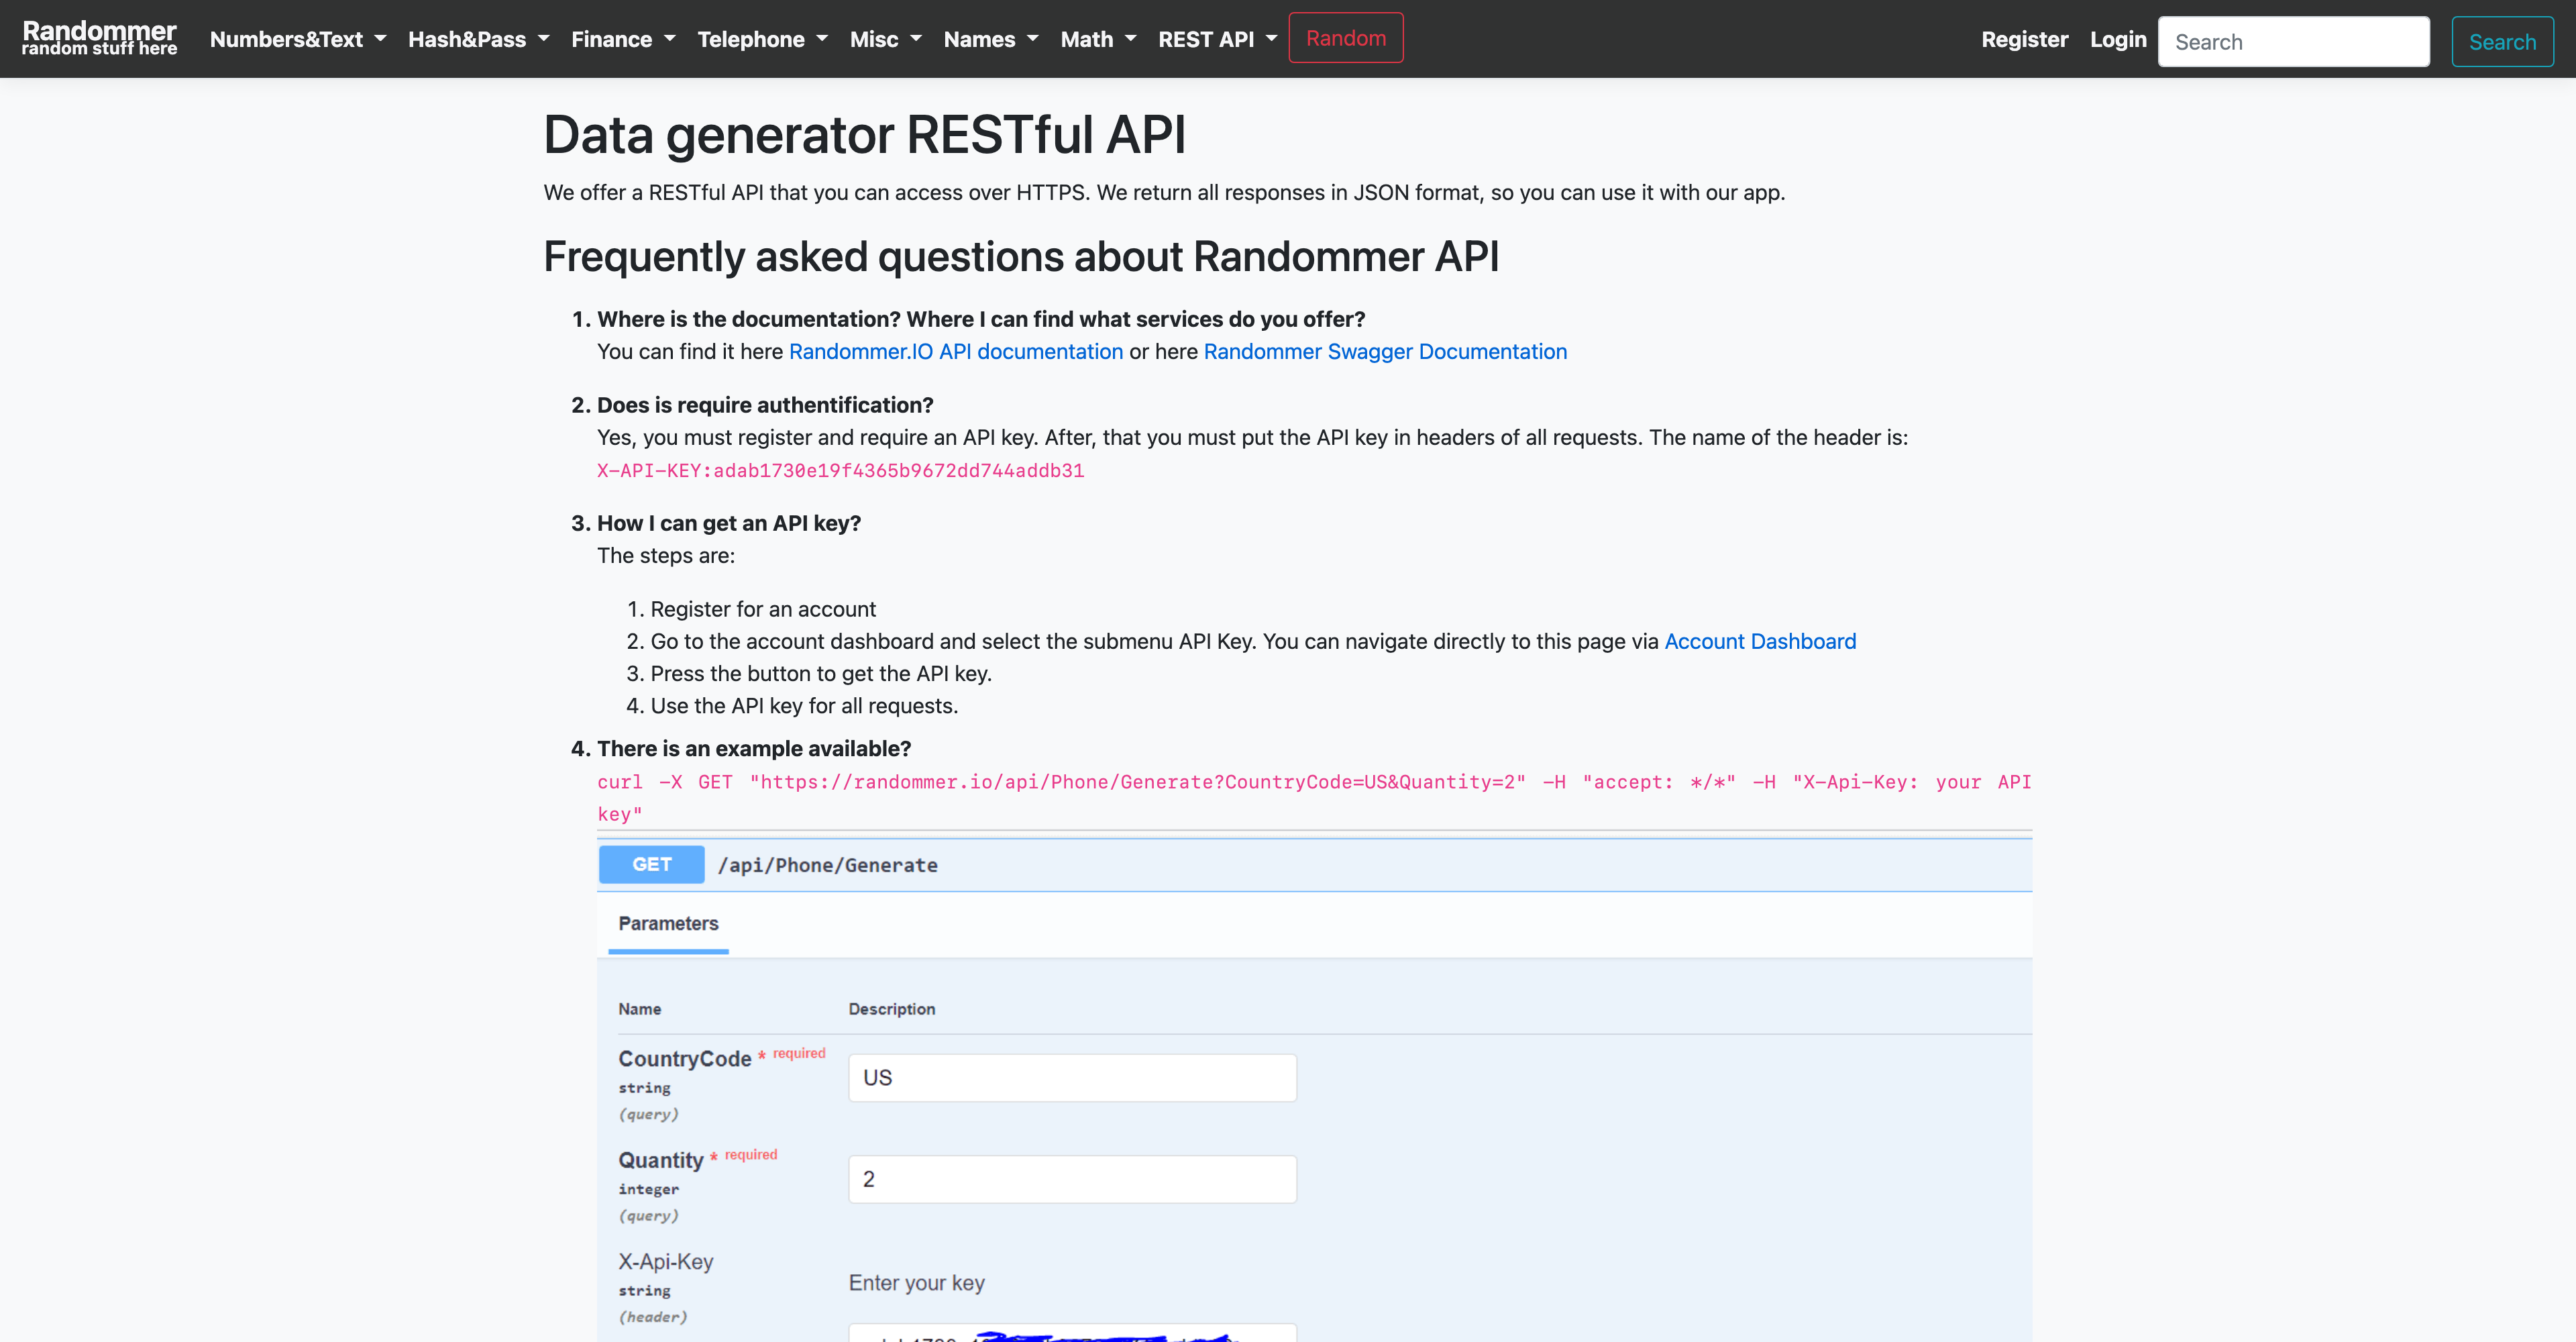 Randommer
random stuff here
Numbers&Text Hash&Pass Finance Telephone Misc Names Math REST API Random Register Login Search Search
Data generator RESTful API
We offer a RESTful API that you can access over HTTPS. We return all responses in JSON format, so you can use it with our app.
Frequently asked questions about Randommer API
1. Where is the documentation? Where I can find what services do you offer?
You can find it here Randommer.IO API documentation or here Randommer Swagger Documentation
2. Does is require authentification?
Yes, you must register and require an API key. After, that you must put the API key in headers of all requests. The name of the header is:
X-API-KEY:adab1730e19f4365b9672dd744addb31
3. How I can get an API key?
The steps are:
1. Register for an account
2. Go to the account dashboard and select the submenu API Key. You can navigate directly to this page via Account Dashboard
3. Press the button to get the API key.
4. Use the API key for all requests.
4. There is an example available?
curl -X GET "https://randommer.io/api/Phone/Generate?CountryCode=US&Quantity=2" -H "accept: */*" -H "X-Api-Key: your API
key"
GET /api/Phone/Generate
Parameters
Name Description
CountryCode * required
US
string
(query)
Quantity * required
2
integer
(query)
X-Api-Key
Enter your key
string
(header)